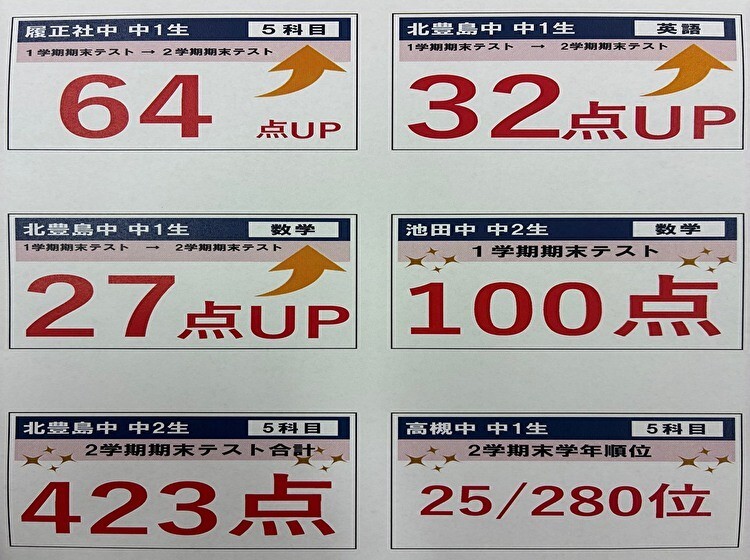 履正社中 中1生 5科目
1学期期末テスト → 2学期期末テスト
64点UP
北豊島中 中1生 英語
1学期期末テスト → 2学期期末テスト
32点UP
北豊島中 中1生 数学
1学期期末テスト → 2学期期末テスト
27点UP
池田中 中2生 数学
1学期期末テスト
100点
北豊島中 中2生 5科目
2学期期末テスト合計
423点
高槻中 中1生 5科目
2学期期末学年順位
25/280位